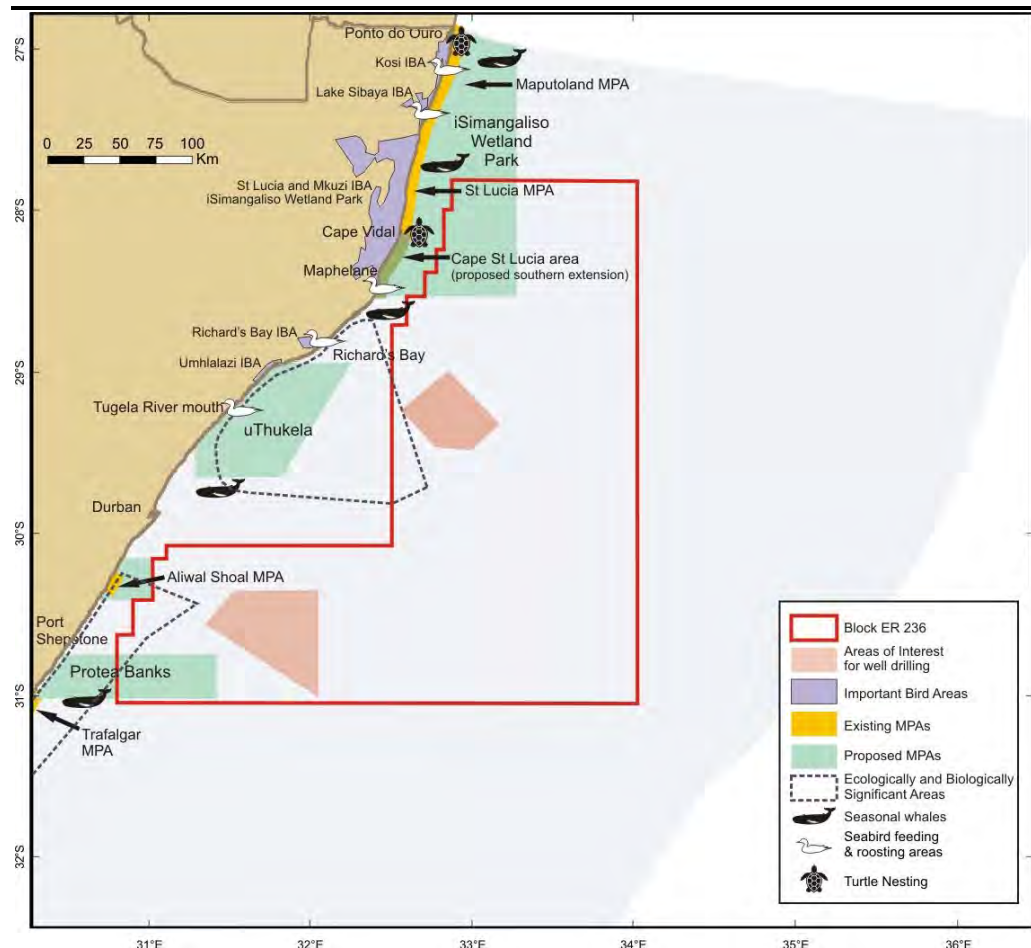 27°S
28°S
29°S
30°S
31°S
32°S
31°E
32°E
33°E
34°E
35°E
36°E
0 25 50 75 100
Km
Ponto do Ouro
Kosi IBA
Maputoland MPA
Lake Sibaya IBA
iSimangaliso
Wetland
Park
St Lucia and Mkuzi IBA
iSimangaliso Wetland Park
St Lucia MPA
Cape Vidal
Cape St Lucia area
(proposed southern extension)
Maphelane
Richard's Bay IBA
Richard's Bay
Umhlalazi IBA
Tugela River mouth
uThukela
Durban
Aliwal Shoal MPA
Port
Shepstone
Protea Banks
Trafalgar
MPA
Block ER 236
Areas of Interest
for well drilling
Important Bird Areas
Existing MPAs
Proposed MPAs
Ecologically and Biologically
Significant Areas
Seasonal whales
Seabird feeding
& roosting areas
Turtle Nesting